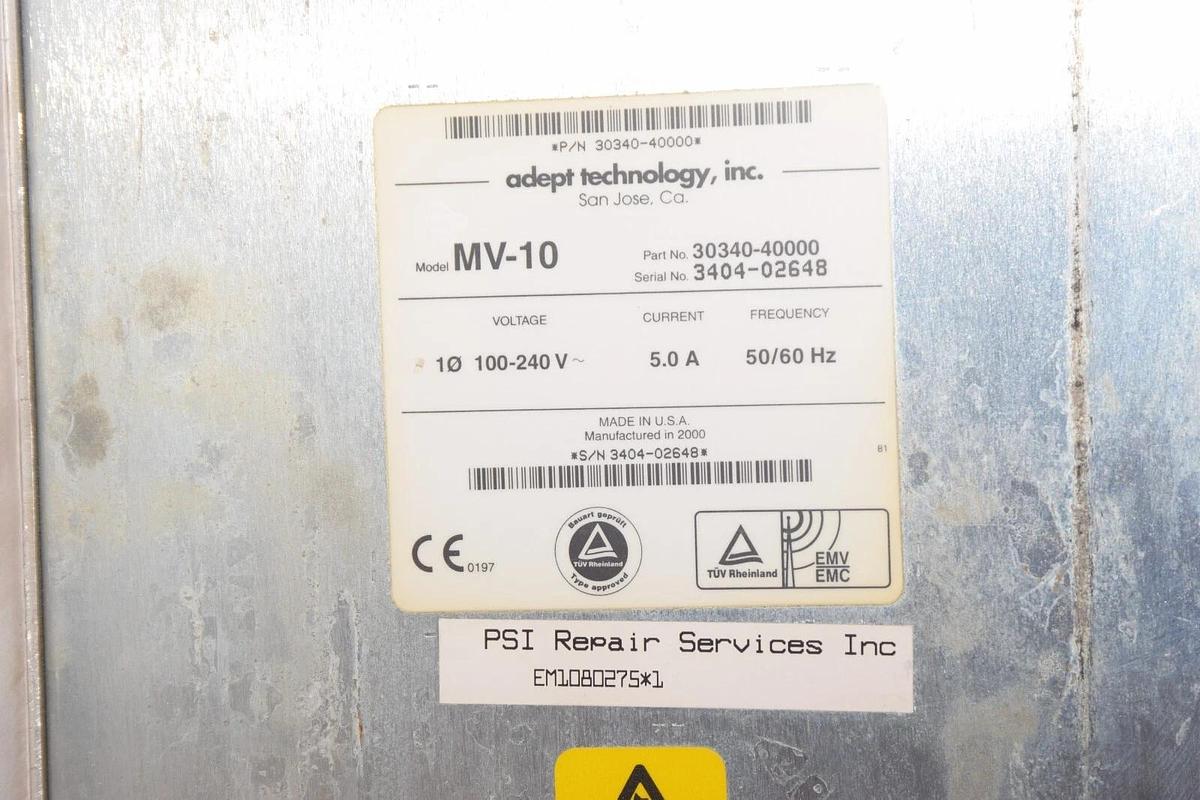 *P/N 30340-40000*
adept technology, inc.
San Jose, Ca.
Model MV-10
Part No. 30340-40000
Serial No. 3404-02648
VOLTAGE CURRENT FREQUENCY
1Ø 100-240 V~ 5.0 A 50/60 Hz
MADE IN U.S.A.
Manufactured in 2000
*S/N 3404-02648*
81
CE 0197
Bauart geprüft
TÜV Rheinland
Type approved
TÜV Rheinland
EMV
EMC
PSI Repair Services Inc
EM1080275*1